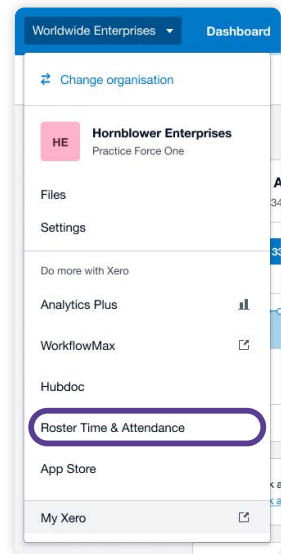 Worldwide Enterprises
Dashboard
Change organisation
HE
Hornblower Enterprises
Practice Force One
Files
Settings
Do more with Xero
Analytics Plus
WorkflowMax
Hubdoc
Roster Time & Attendance
App Store
My Xero